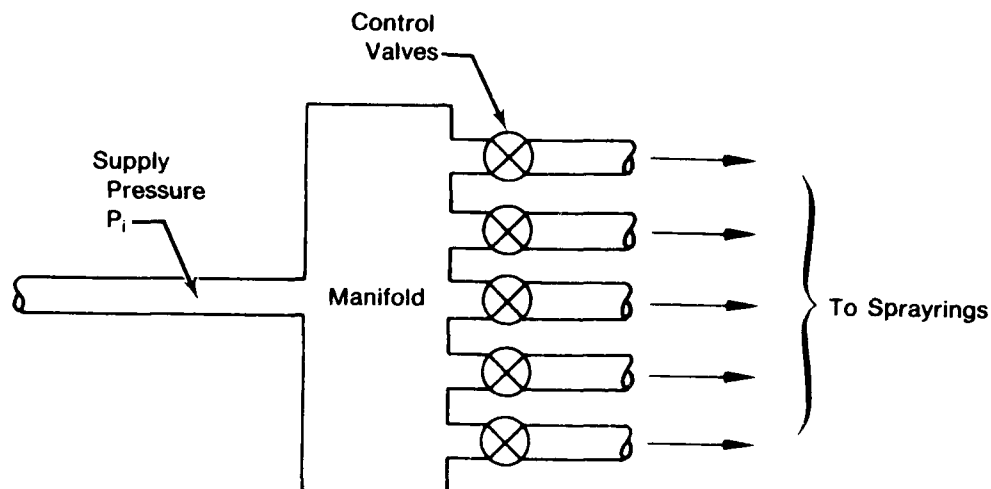 Control
Valves
Supply
Pressure
Pi
Manifold
To Sprayrings